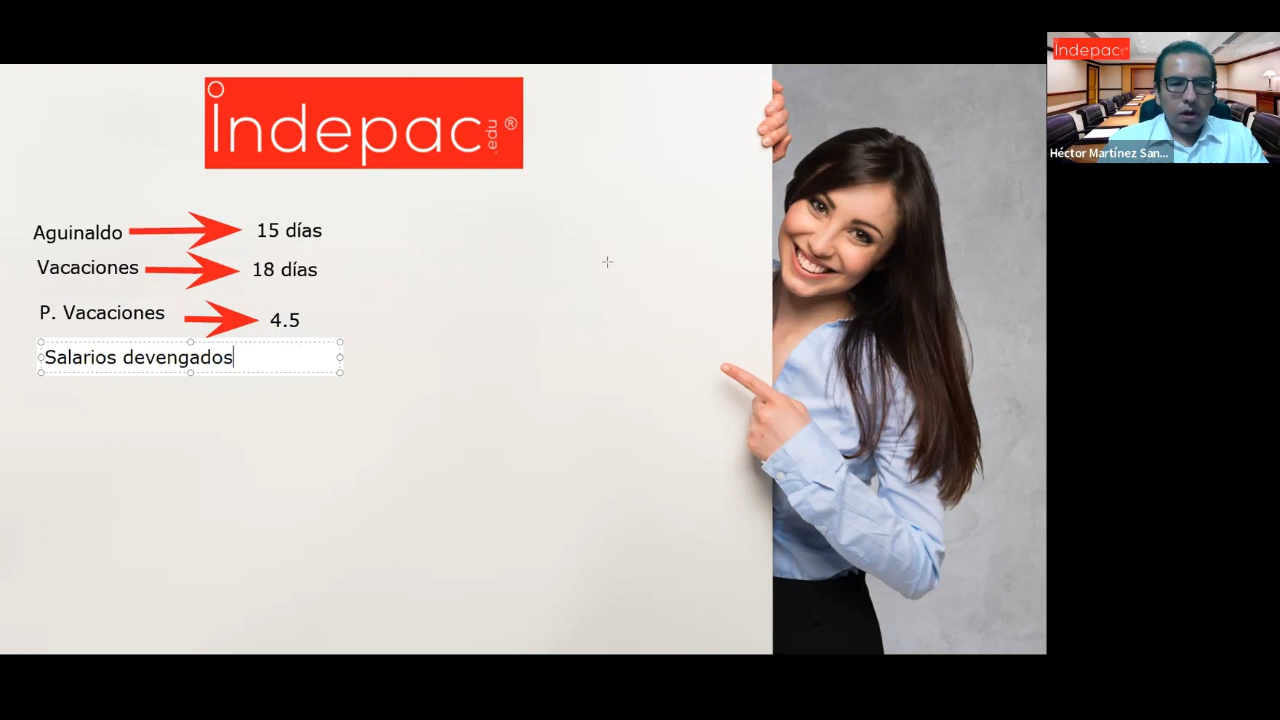 indepac.edu®
Aguinaldo 15 días
Vacaciones 18 días
P. Vacaciones 4.5
Salarios devengados
indepac
Héctor Martínez San...